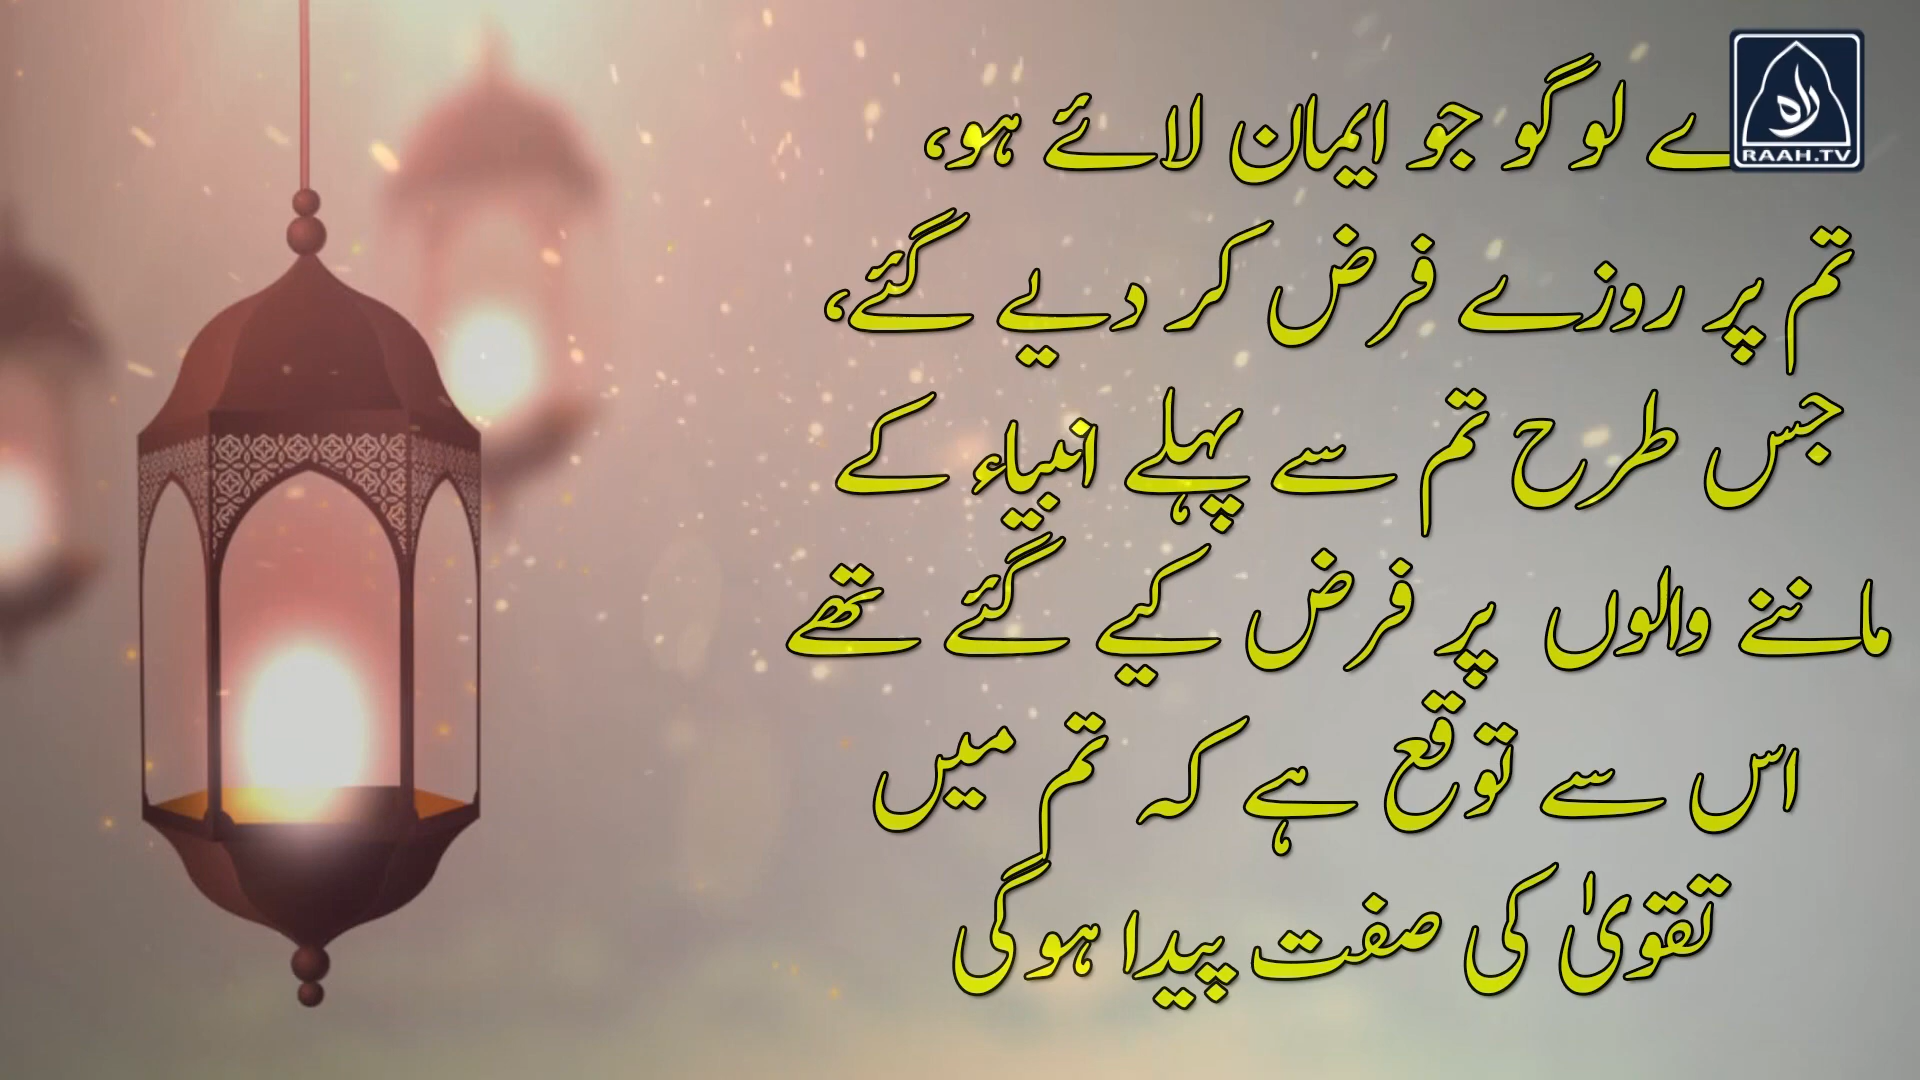 ے لوگو جو ایمان لائے ہو،
تم پر روزے فرض کر دیے گئے،
جس طرح تم سے پہلے انبیاء کے
ماننے والوں پر فرض کیے گئے تھے
اس سے توقع ہے کہ تم میں
تقویٰ کی صفت پیدا ہوگی
راہ
RAAH.TV